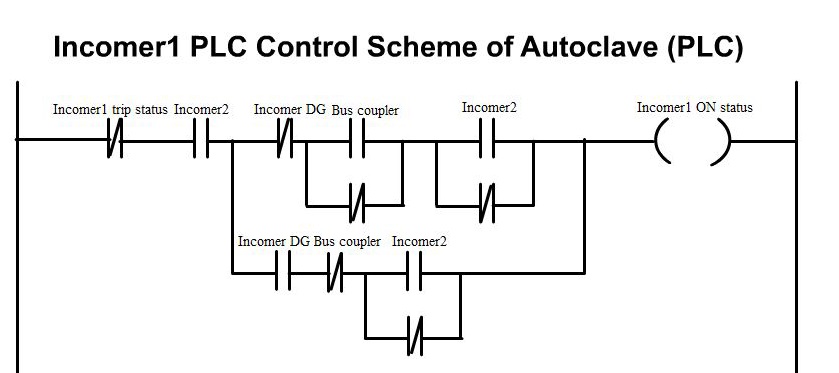 Incomer1 PLC Control Scheme of Autoclave (PLC)
Incomer1 trip status Incomer2 Incomer DG Bus coupler Incomer2 Incomer1 ON status
Incomer DG Bus coupler Incomer2